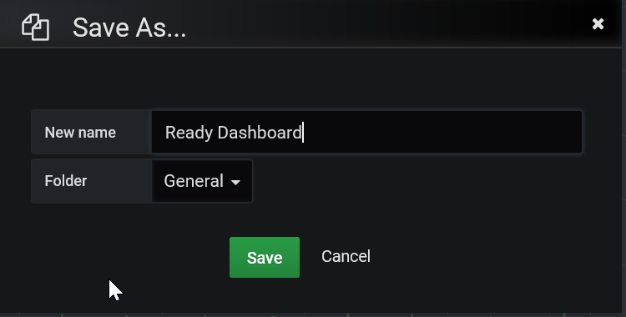 Save As...
New name Ready Dashboard
Folder General
Save Cancel